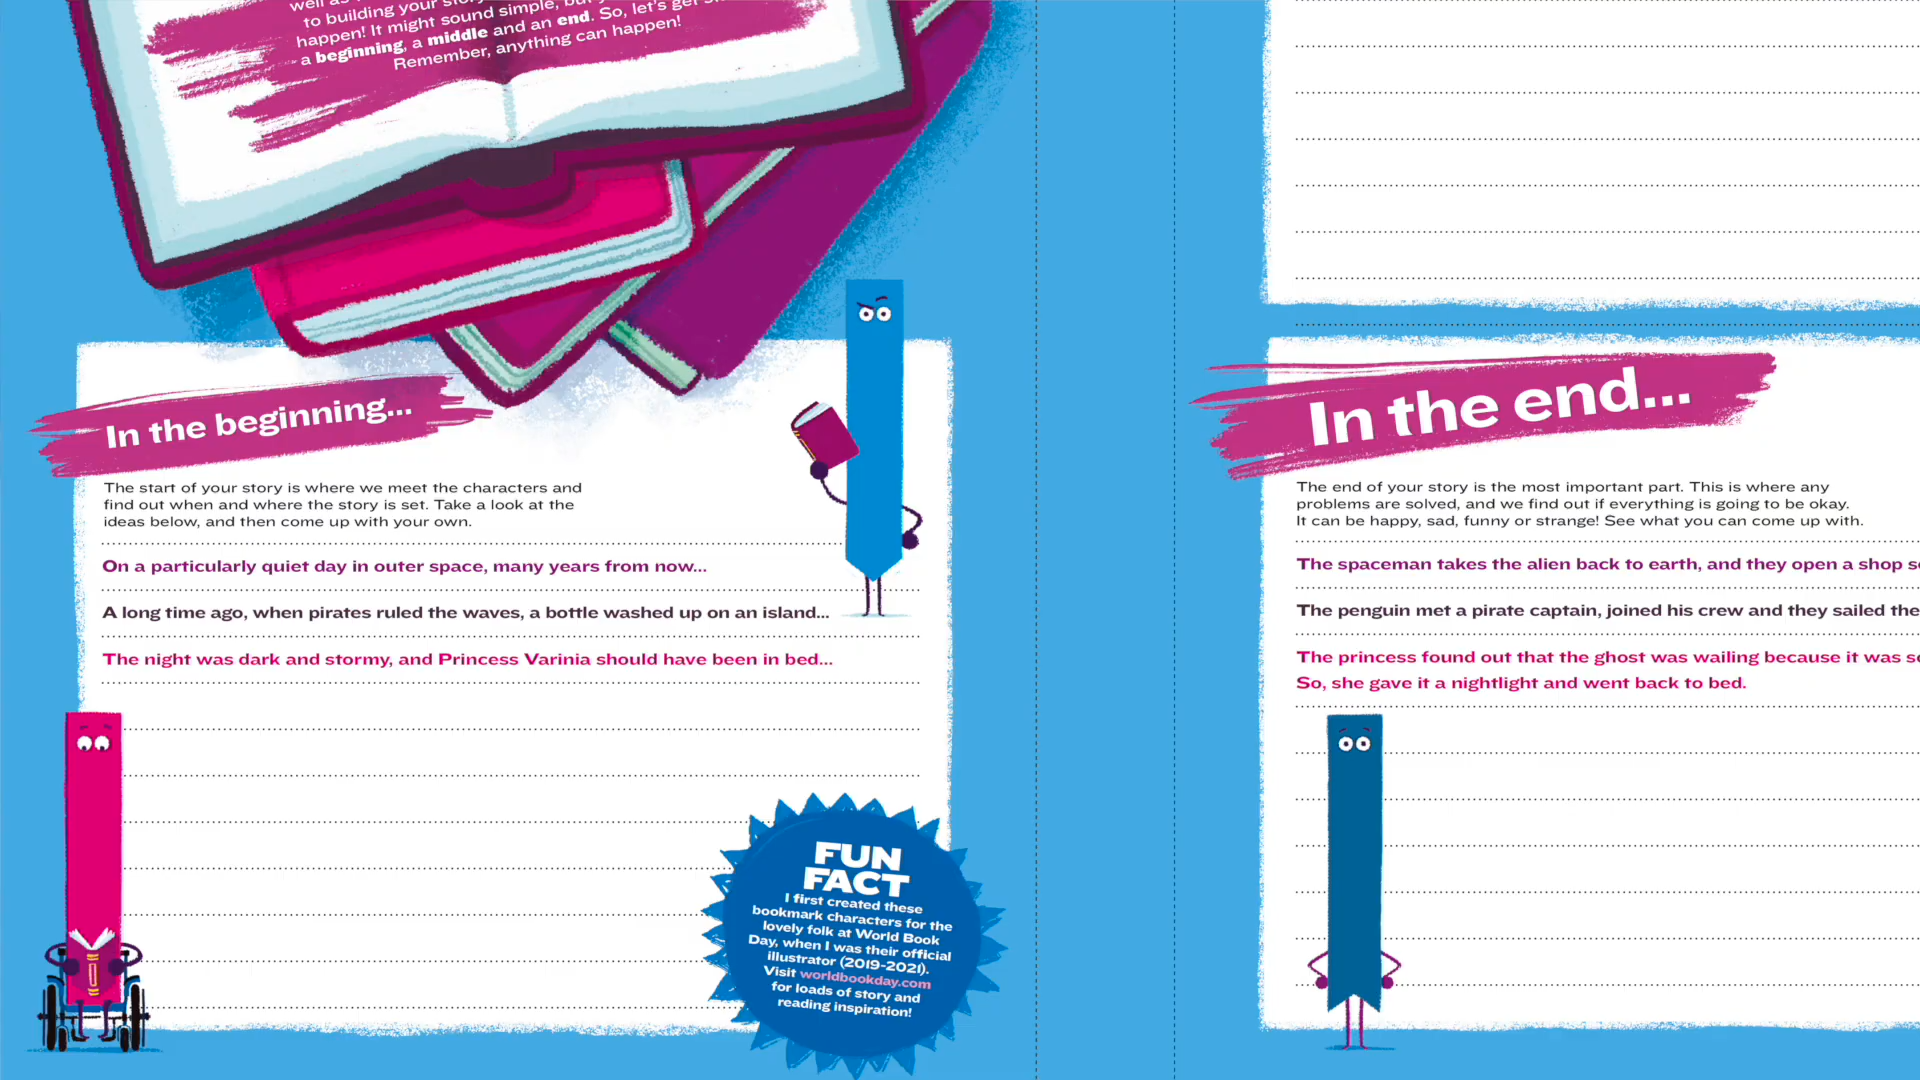 well as
to building your story
happen! It might sound simple, but
a beginning, a middle and an end. So, let's get
Remember, anything can happen!
In the beginning...
The start of your story is where we meet the characters and
find out when and where the story is set. Take a look at the
ideas below, and then come up with your own.
On a particularly quiet day in outer space, many years from now...
A long time ago, when pirates ruled the waves, a bottle washed up on an island...
The night was dark and stormy, and Princess Varinia should have been in bed...
FUN
FACT
I first created these
bookmark characters for the
lovely folk at World Book
Day, when I was their official
illustrator (2019-2021).
Visit worldbookday.com
for loads of story and
reading inspiration!
In the end...
The end of your story is the most important part. This is where any
problems are solved, and we find out if everything is going to be okay.
It can be happy, sad, funny or strange! See what you can come up with.
The spaceman takes the alien back to earth, and they open a shop
The penguin met a pirate captain, joined his crew and they sailed the
The princess found out that the ghost was wailing because it was
So, she gave it a nightlight and went back to bed.